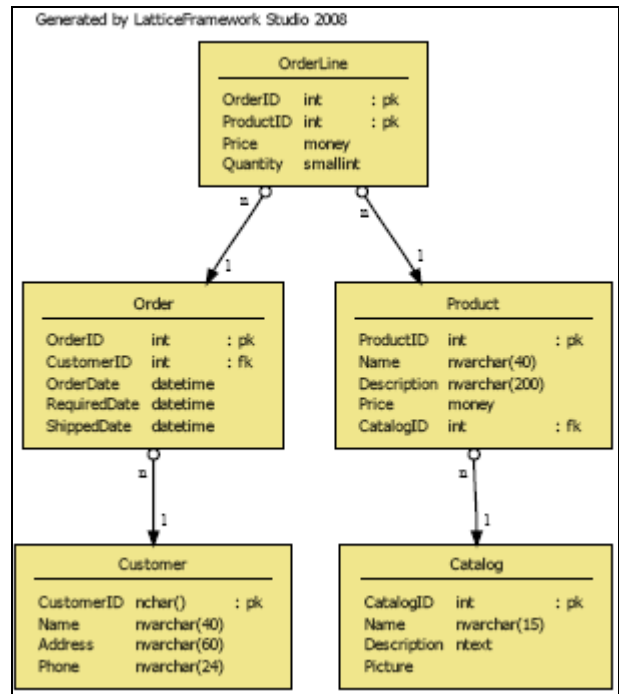 Generated by LatticeFramework Studio 2008
OrderLine
OrderID int : pk
ProductID int : pk
Price money
Quantity smallint
n n
1 1
Order
OrderID int : pk
CustomerID int : fk
OrderDate datetime
RequiredDate datetime
ShippedDate datetime
Product
ProductID int : pk
Name nvarchar(40)
Description nvarchar(200)
Price money
CatalogID int : fk
n n
1 1
Customer
CustomerID nchar() : pk
Name nvarchar(40)
Address nvarchar(60)
Phone nvarchar(24)
Catalog
CatalogID int : pk
Name nvarchar(15)
Description ntext
Picture